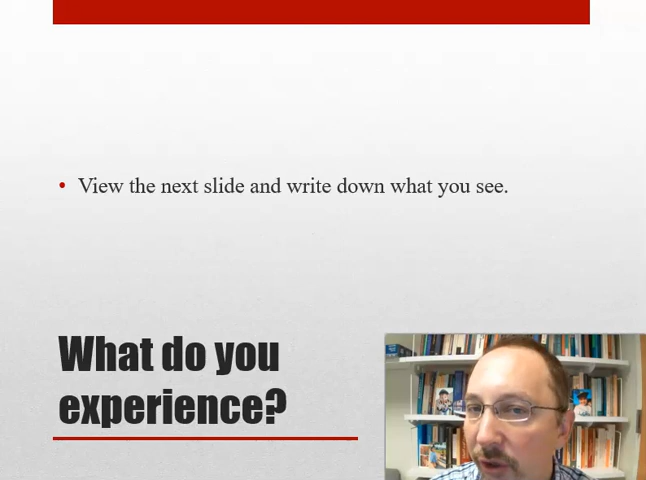 • View the next slide and write down what you see.
What do you
experience?